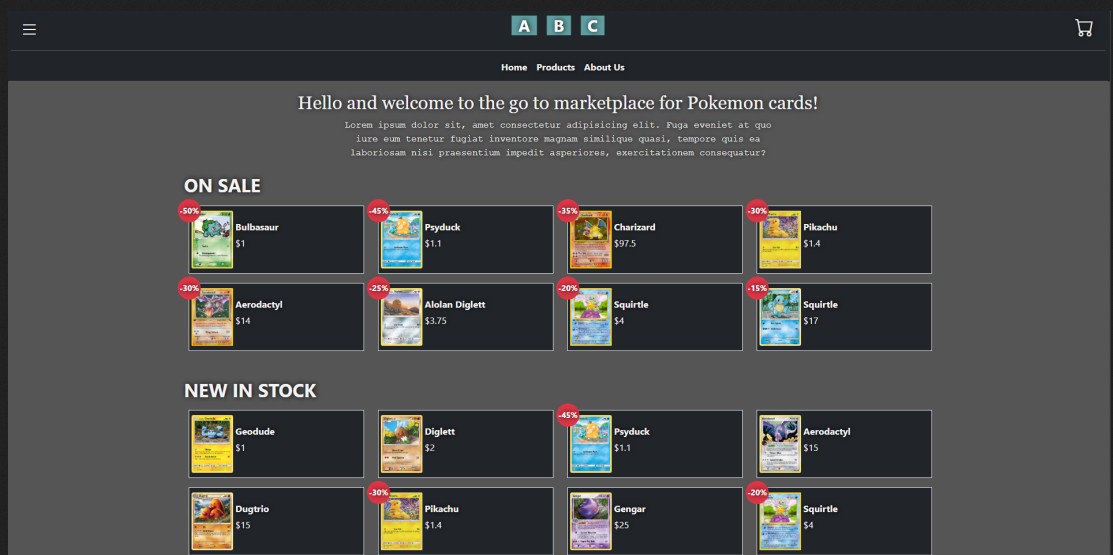 A B C
Home Products About Us
Hello and welcome to the go to marketplace for Pokemon cards!
Lorem ipsum dolor sit, amet consectetur adipisicing elit. Fuga eveniet at quo
iure eum tenetur fugiat inventore magnam similique quasi, tempore quis ea
laboriosam nisi praesentium impedit asperiores, exercitationem consequatur?
ON SALE
-50% Bulbasaur
$1
-45% Psyduck
$1.1
-35% Charizard
$97.5
-30% Pikachu
$1.4
-30% Aerodactyl
$14
-25% Alolan Diglett
$3.75
-20% Squirtle
$4
-15% Squirtle
$17
NEW IN STOCK
Geodude
$1
Diglett
$2
-45% Psyduck
$1.1
Aerodactyl
$15
Dugtrio
$15
-30% Pikachu
$1.4
Gengar
$25
-20% Squirtle
$4